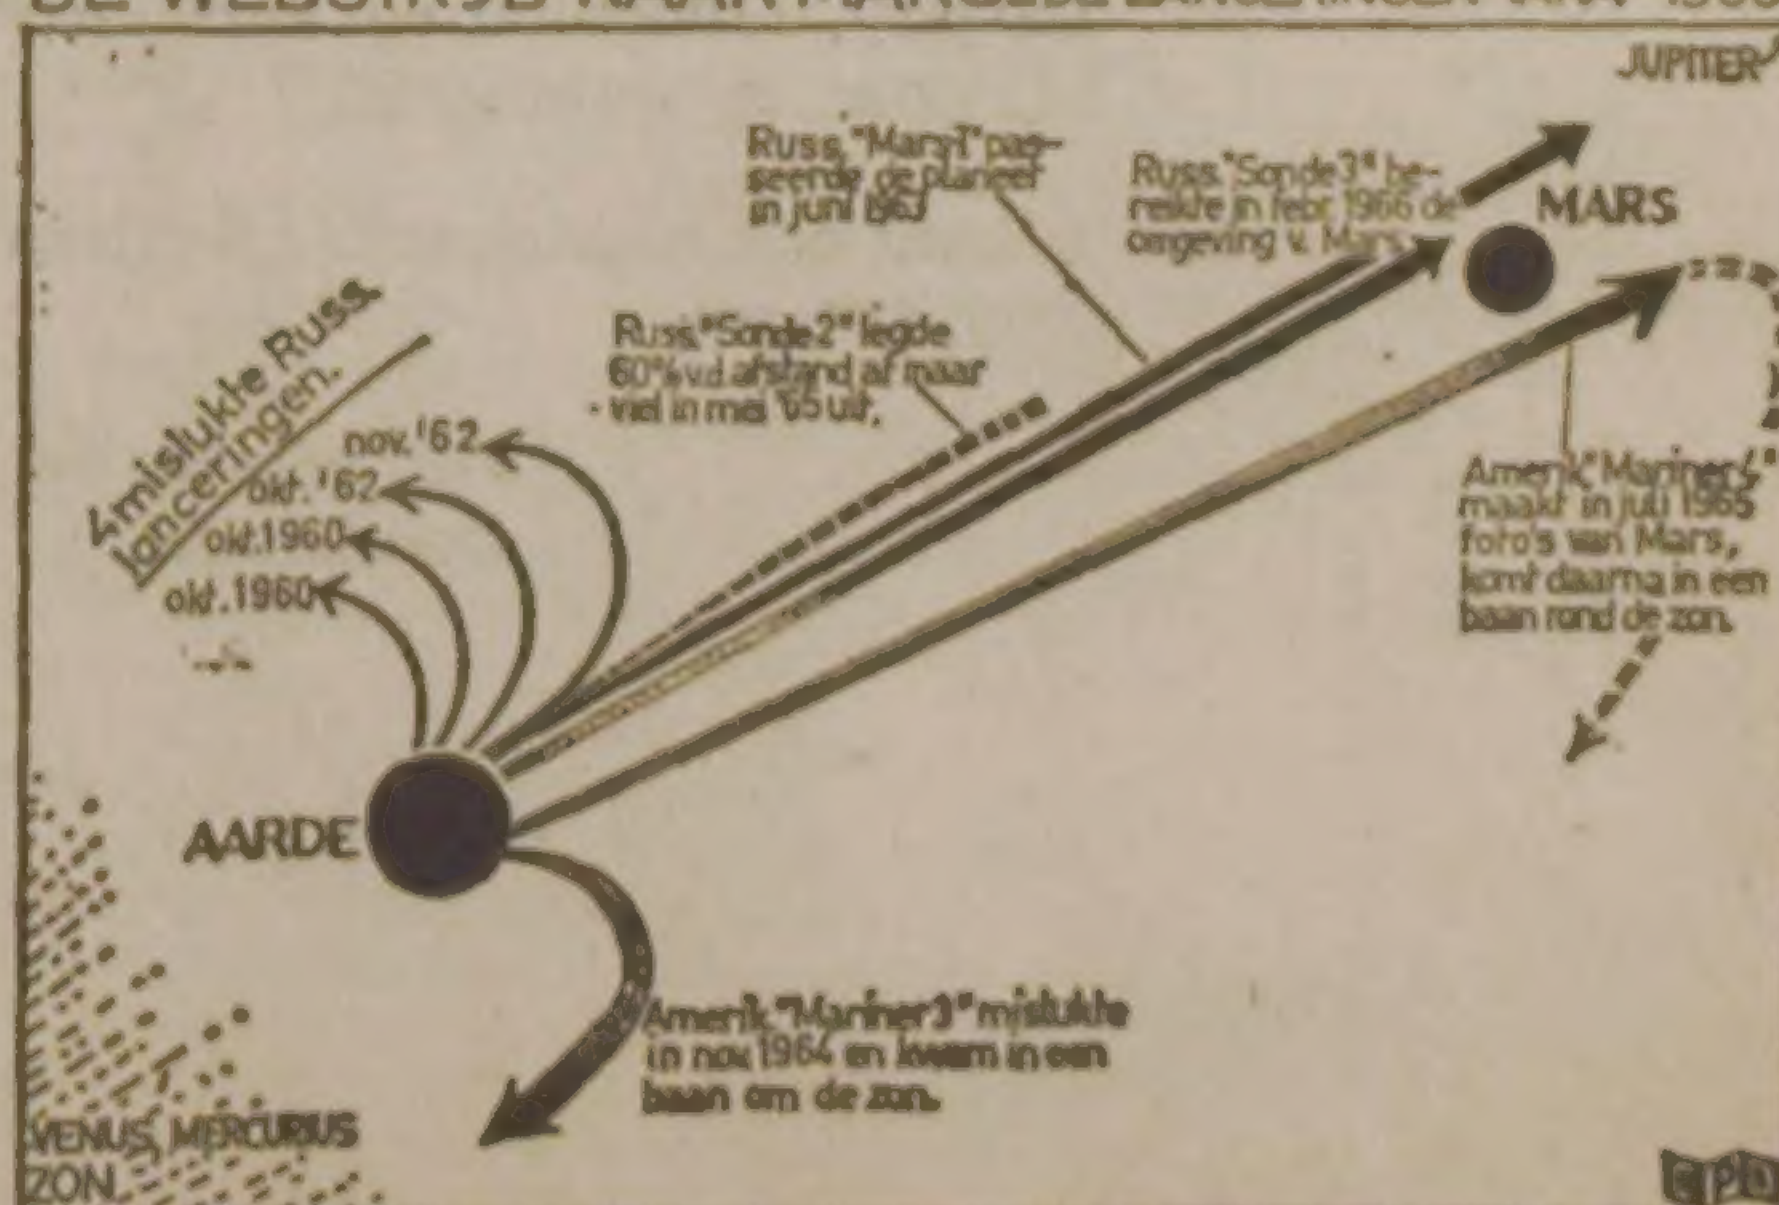 DE WEDSTRIJD NAAR MARS
JUPITER
Russ. "Mars-1" pas-
seerde de planeet
in juni 1963
Russ. "Sonde 3" be-
reikte in febr. 1966 de
omgeving v. Mars.
MARS
Russ. "Sonde 2" legde
60% v.d. afstand af maar
viel in mei '65 uit.
4 mislukte Russ.
lanceringen.
nov. '62
okt. '62
okt. 1960
okt. 1960
Amerik. "Mariner 4"
maakt in juli 1965
foto's van Mars,
komt daarna in een
baan rond de zon.
AARDE
Amerik. "Mariner 3" mislukte
in nov. 1964 en kwam in een
baan om de zon.
VENUS, MERCURIUS
ZON